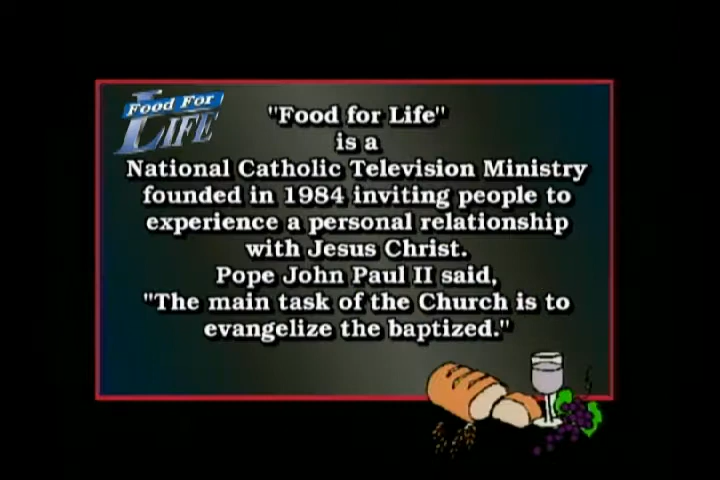 Food For
LIFE
"Food for Life"
is a
National Catholic Television Ministry
founded in 1984 inviting people to
experience a personal relationship
with Jesus Christ.
Pope John Paul II said,
"The main task of the Church is to
evangelize the baptized."